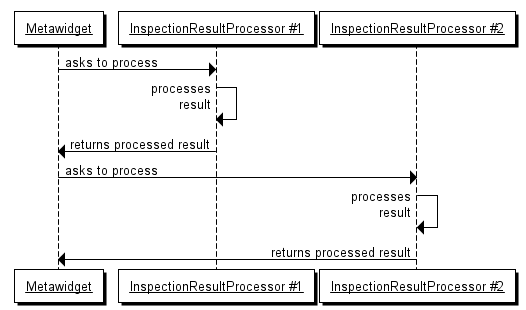 Metawidget
InspectionResultProcessor #1
InspectionResultProcessor #2
asks to process
processes
result
returns processed result
asks to process
processes
result
returns processed result
Metawidget
InspectionResultProcessor #1
InspectionResultProcessor #2